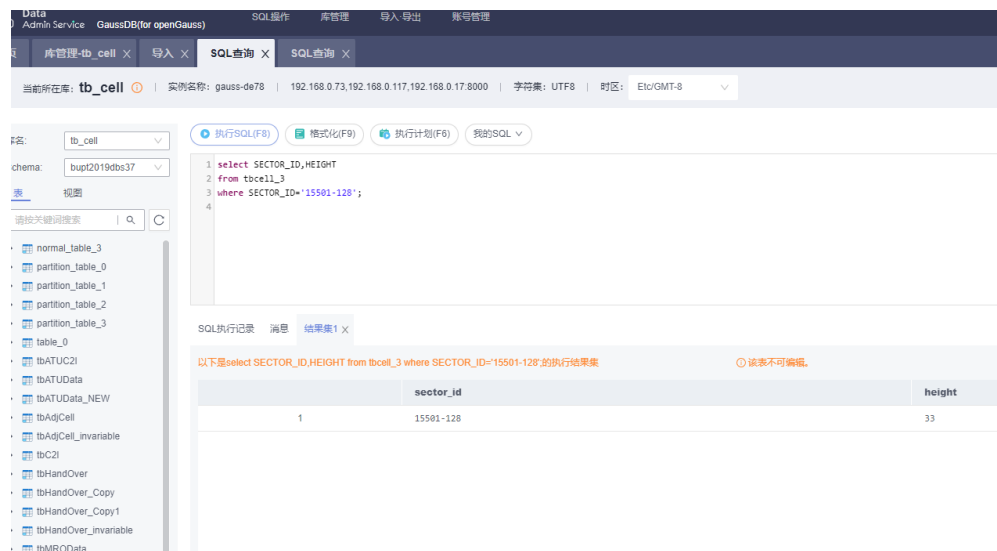 Data
Admin Service GaussDB(for openGauss)
SQL操作 库管理 导入·导出 账号管理
库管理-tb_cell × 导入 × SQL查询 × SQL查询 ×
当前所在库: tb_cell | 实例名称: gauss-de78 | 192.168.0.73,192.168.0.117,192.168.0.17:8000 | 字符集: UTF8 | 时区: Etc/GMT-8
执行SQL(F8) 格式化(F9) 执行计划(F6) 我的SQL
名: tb_cell
chema: bupt2019dbs37
表 视图
请按关键词搜索
normal_table_3
partition_table_0
partition_table_1
partition_table_2
partition_table_3
table_0
tbATUC2I
tbATUData
tbATUData_NEW
tbAdjCell
tbAdjCell_invariable
tbC2I
tbHandOver
tbHandOver_Copy
tbHandOver_Copy1
tbHandOver_invariable
tbMROData
1 select SECTOR_ID,HEIGHT
2 from tbcell_3
3 where SECTOR_ID='15501-128';
4
SQL执行记录 消息 结果集1 ×
以下是select SECTOR_ID,HEIGHT from tbcell_3 where SECTOR_ID='15501-128';的执行结果集 该表不可编辑。
sector_id height
1 15501-128 33